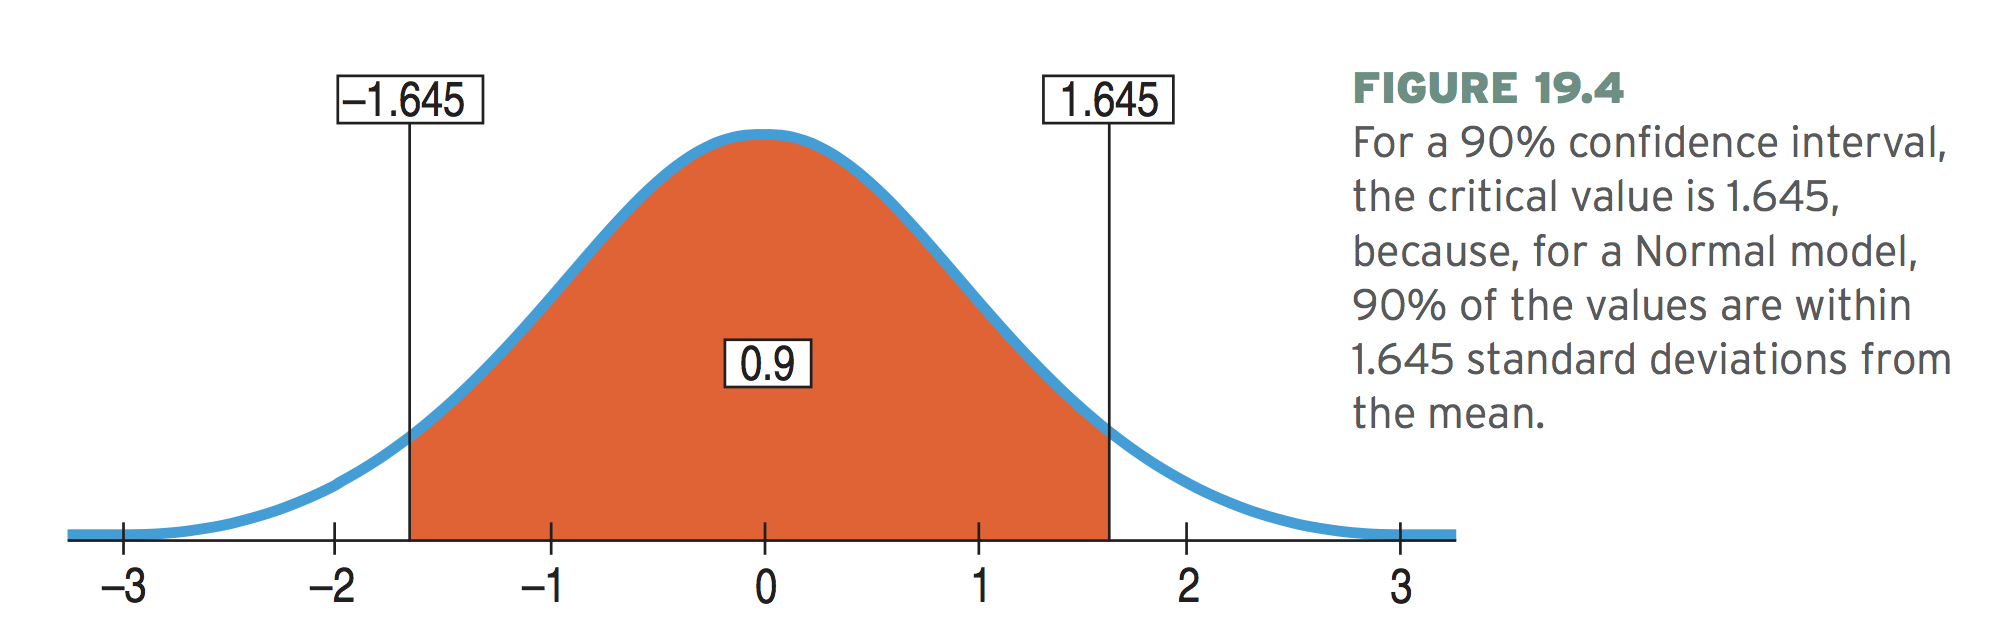 –1.645
1.645
0.9
–3
–2
–1
0
1
2
3
FIGURE 19.4
For a 90% confidence interval,
the critical value is 1.645,
because, for a Normal model,
90% of the values are within
1.645 standard deviations from
the mean.